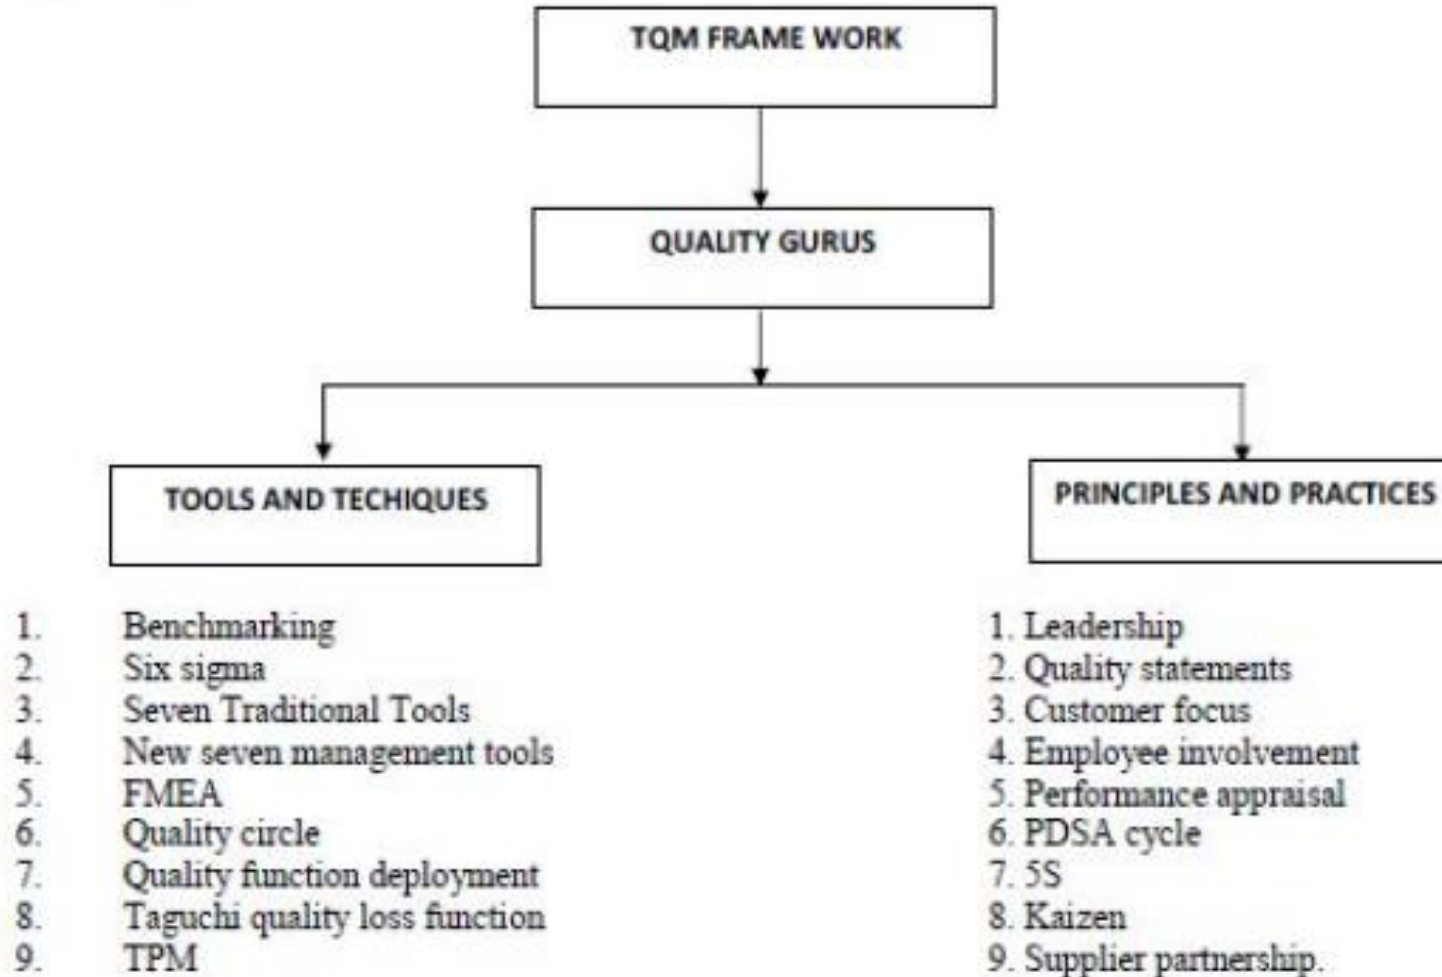 TQM FRAME WORK
QUALITY GURUS
TOOLS AND TECHIQUES
1. Benchmarking
2. Six sigma
3. Seven Traditional Tools
4. New seven management tools
5. FMEA
6. Quality circle
7. Quality function deployment
8. Taguchi quality loss function
9. TPM
PRINCIPLES AND PRACTICES
1. Leadership
2. Quality statements
3. Customer focus
4. Employee involvement
5. Performance appraisal
6. PDSA cycle
7. 5S
8. Kaizen
9. Supplier partnership.